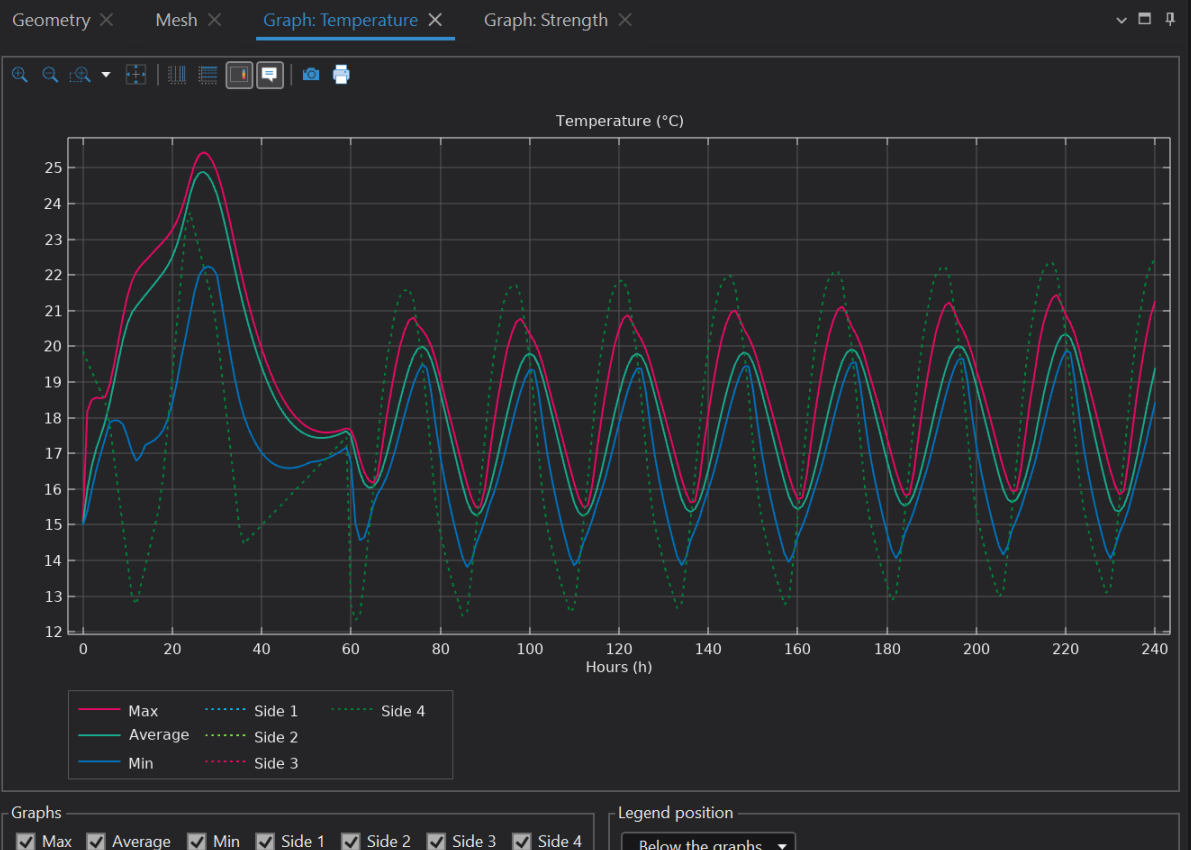 Geometry Mesh Graph: Temperature Graph: Strength
Temperature (°C)
25
24
23
22
21
20
19
18
17
16
15
14
13
12
0 20 40 60 80 100 120 140 160 180 200 220 240
Hours (h)
Max Side 1 Side 4
Average Side 2
Min Side 3
Graphs Legend position
Max Average Min Side 1 Side 2 Side 3 Side 4 Below the graphs